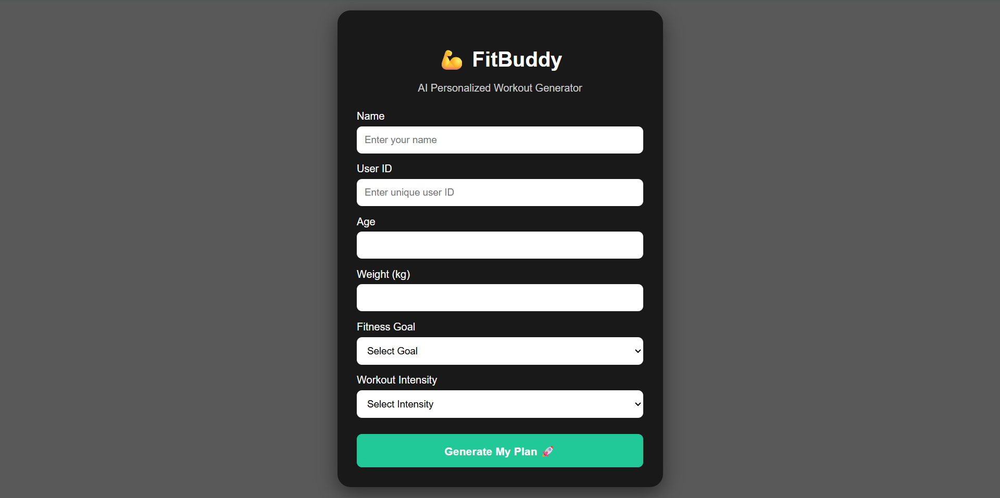 💪 FitBuddy
AI Personalized Workout Generator
Name
Enter your name
User ID
Enter unique user ID
Age
Weight (kg)
Fitness Goal
Select Goal
Workout Intensity
Select Intensity
Generate My Plan 🚀